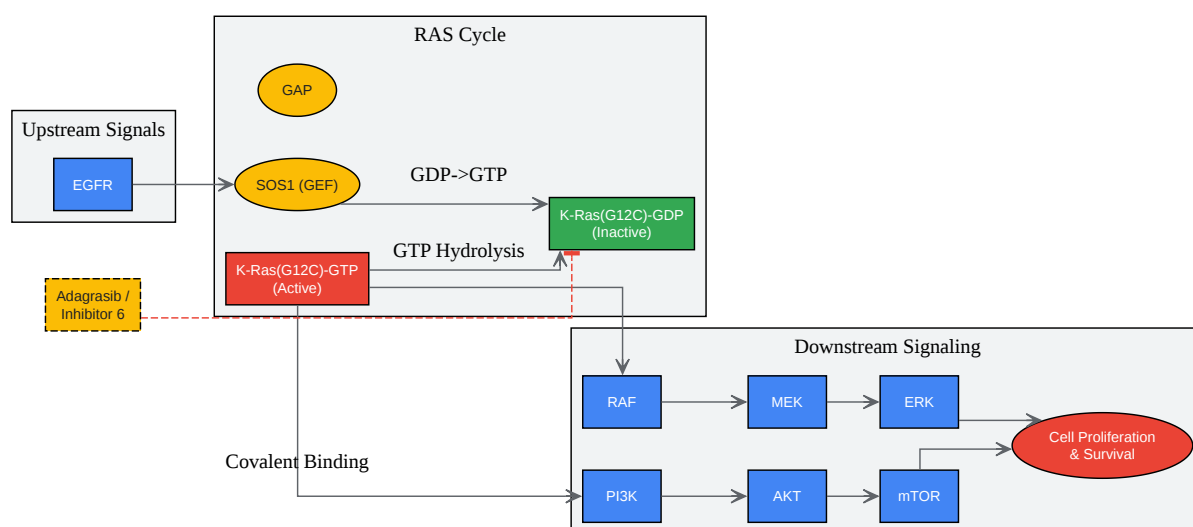 RAS Cycle
GAP
Upstream Signals
EGFR
SOS1 (GEF)
GDP->GTP
K-Ras(G12C)-GDP
(Inactive)
GTP Hydrolysis
K-Ras(G12C)-GTP
(Active)
Adagrasib /
Inhibitor 6
Downstream Signaling
RAF
MEK
ERK
Cell Proliferation
& Survival
Covalent Binding
PI3K
AKT
mTOR